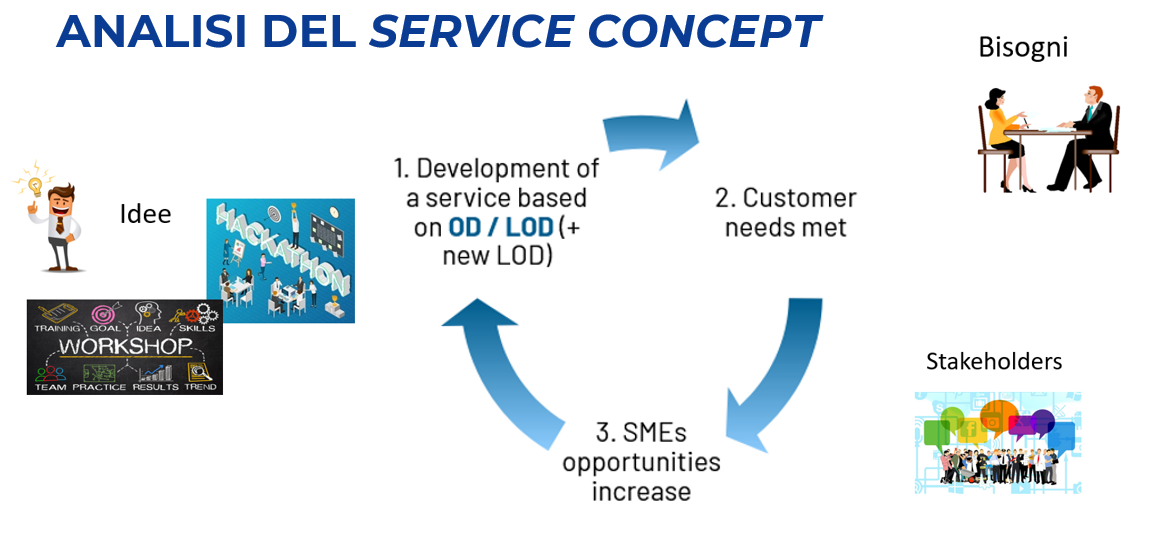 ANALISI DEL SERVICE CONCEPT
Bisogni
1. Development of
a service based
on OD / LOD (+
new LOD)
2. Customer
needs met
Idee
HACKATHON
TRAINING GOAL IDEA SKILLS
WORKSHOP
TEAM PRACTICE RESULTS TREND
Stakeholders
3. SMEs
opportunities
increase